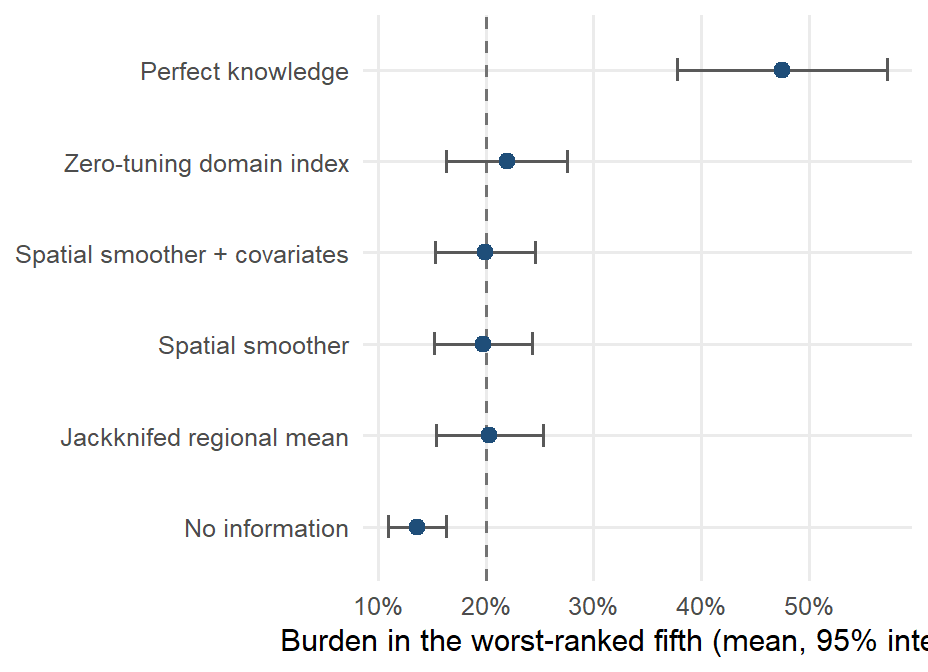 Perfect knowledge
Zero-tuning domain index
Spatial smoother + covariates
Spatial smoother
Jackknifed regional mean
No information
10% 20% 30% 40% 50%
Burden in the worst-ranked fifth (mean, 95% inte